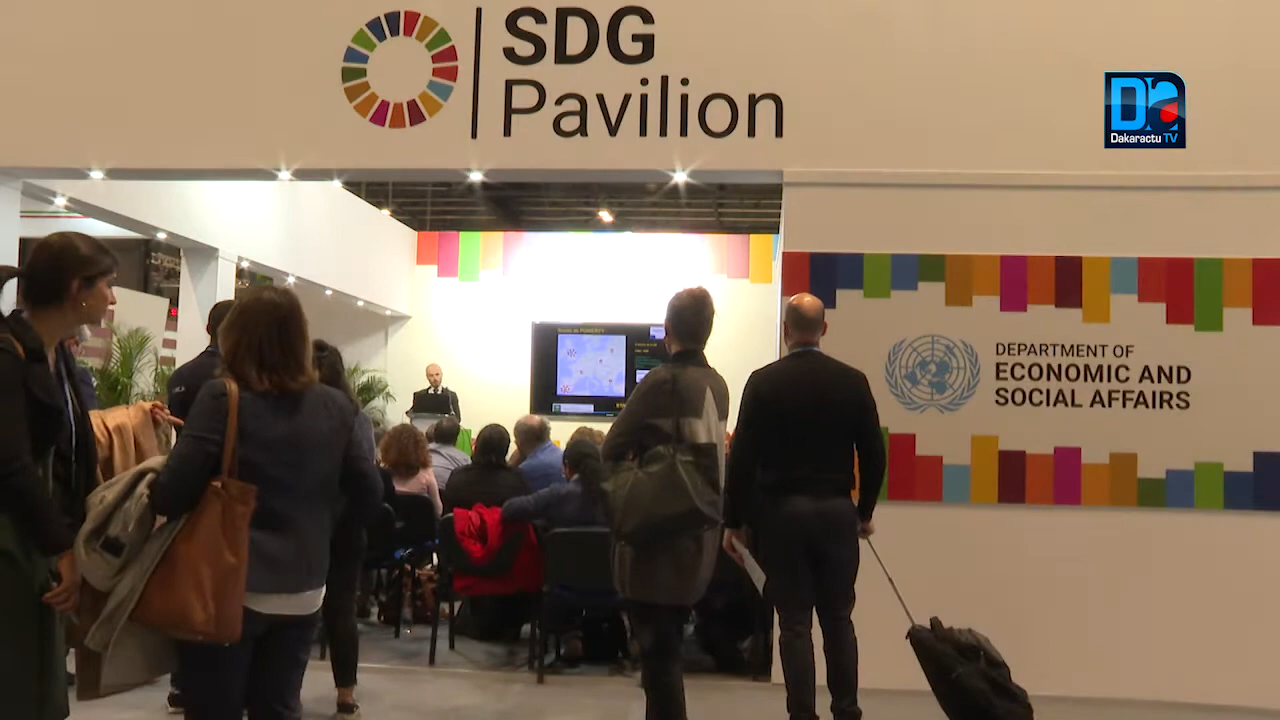 SDG
Pavilion
Dakaractu TV
DEPARTMENT OF
ECONOMIC AND
SOCIAL AFFAIRS